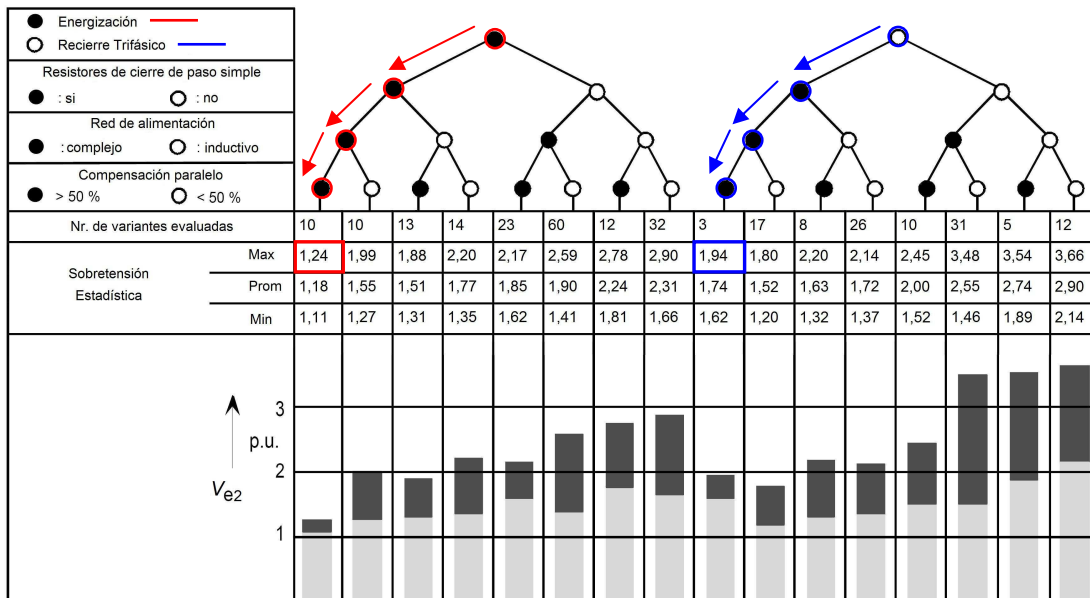 Energización
Recierre Trifásico
Resistores de cierre de paso simple
: si : no
Red de alimentación
:complejo : inductivo
Compensación paralelo
> 50 % < 50 %
Nr. de variantes evaluadas 10 10 13 14 23 60 12 32 3 17 8 26 10 31 5 12
Sobretensión
Estadística
Max 1,24 1,99 1,88 2,20 2,17 2,59 2,78 2,90 1,94 1,80 2,20 2,14 2,45 3,48 3,54 3,66
Prom 1,18 1,55 1,51 1,77 1,85 1,90 2,24 2,31 1,74 1,52 1,63 1,72 2,00 2,55 2,74 2,90
Min 1,11 1,27 1,31 1,35 1,62 1,41 1,81 1,66 1,62 1,20 1,32 1,37 1,52 1,46 1,89 2,14
3
p.u.
2
Ve2
1